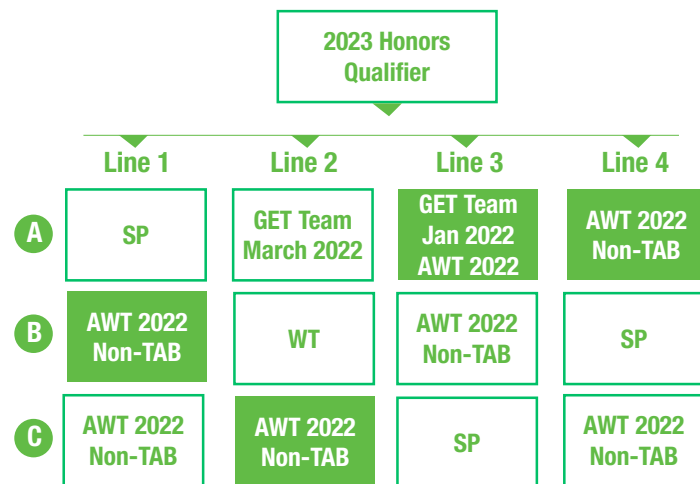 2023 Honors
Qualifier
Line 1
Line 2
Line 3
Line 4
A
SP
GET Team
March 2022
GET Team
Jan 2022
AWT 2022
AWT 2022
Non-TAB
B
AWT 2022
Non-TAB
WT
AWT 2022
Non-TAB
SP
C
AWT 2022
Non-TAB
AWT 2022
Non-TAB
SP
AWT 2022
Non-TAB